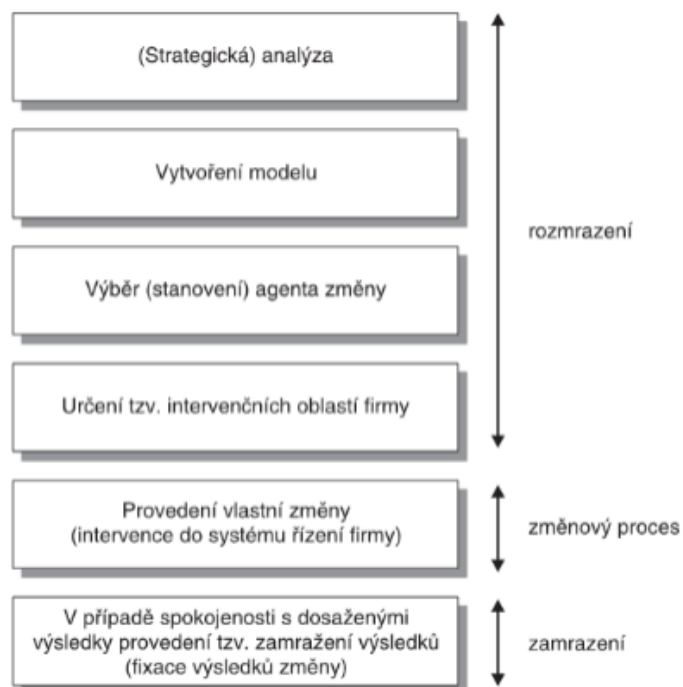 (Strategická) analýza
Vytvoření modelu
Výběr (stanovení) agenta změny
Určení tzv. intervenčních oblastí firmy
rozmrazení
Provedení vlastní změny
(intervence do systému řízení firmy)
změnový proces
V případě spokojenosti s dosaženými
výsledky provedení tzv. zamražení výsledků
(fixace výsledků změny)
zamrazení